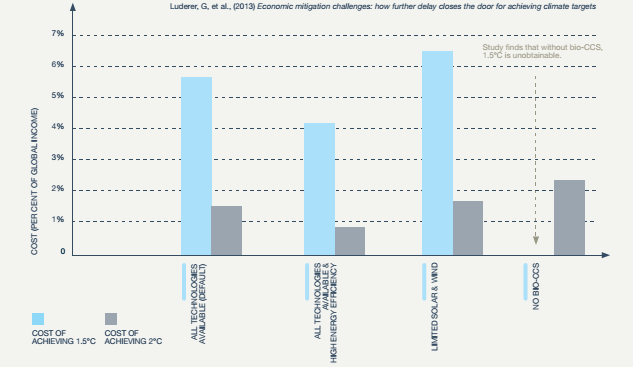 Luderer, G., et al., (2013) Economic mitigation challenges: how further delay closes the door for achieving climate targets
7%
Study finds that without bio-CCS,
1.5°C is unobtainable.
6%
5%
4%
3%
2%
1%
0
COST (PER CENT OF GLOBAL INCOME)
ALL TECHNOLOGIES
AVAILABLE (DEFAULT)
ALL TECHNOLOGIES
AVAILABLE &
HIGH ENERGY EFFICIENCY
LIMITED SOLAR & WIND
NO BIO-CCS
COST OF
ACHIEVING 1.5°C
COST OF
ACHIEVING 2°C